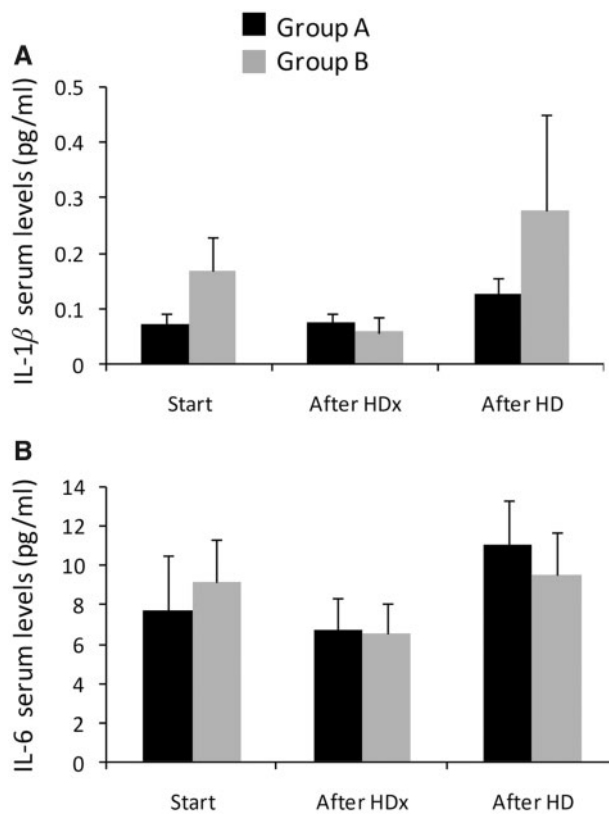 Group A
Group B
A
IL-1β serum levels (pg/ml)
0.5
0.4
0.3
0.2
0.1
0
Start After HDx After HD
B
IL-6 serum levels (pg/ml)
14
12
10
8
6
4
2
0
Start After HDx After HD